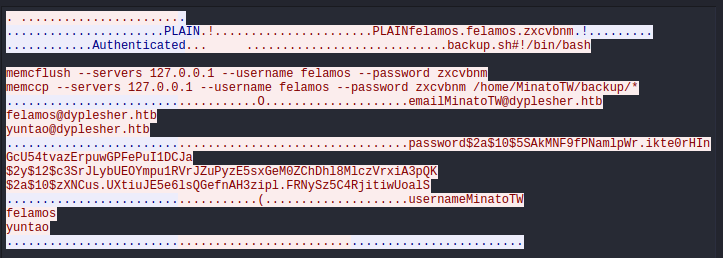 . .......................
......................PLAIN.!......................PLAINfelamos.felamos.zxcvbnm.!.........
............Authenticated... ............................backup.sh#!/bin/bash
memcflush --servers 127.0.0.1 --username felamos --password zxcvbnm
memccp --servers 127.0.0.1 --username felamos --password zxcvbnm /home/MinatoTW/backup/*
...................................O....................emailMinatoTW@dyplesher.htb
felamos@dyplesher.htb
yuntao@dyplesher.htb
........................................................password$2a$10$5SAkMNF9fPNamlpWr.ikte0rHIn
GcU54tvazErpuwGPFePuI1DCJa
$2y$12$c3SrJLybUEOYmpu1RVrJZuPyzE5sxGeM0ZChDhl8MlczVrxiA3pQK
$2a$10$zXNCus.UXtiuJE5e6lsQGefnAH3zipl.FRNySz5C4RjitiwUoalS
...................................(....................usernameMinatoTW
felamos
yuntao
........................................................................